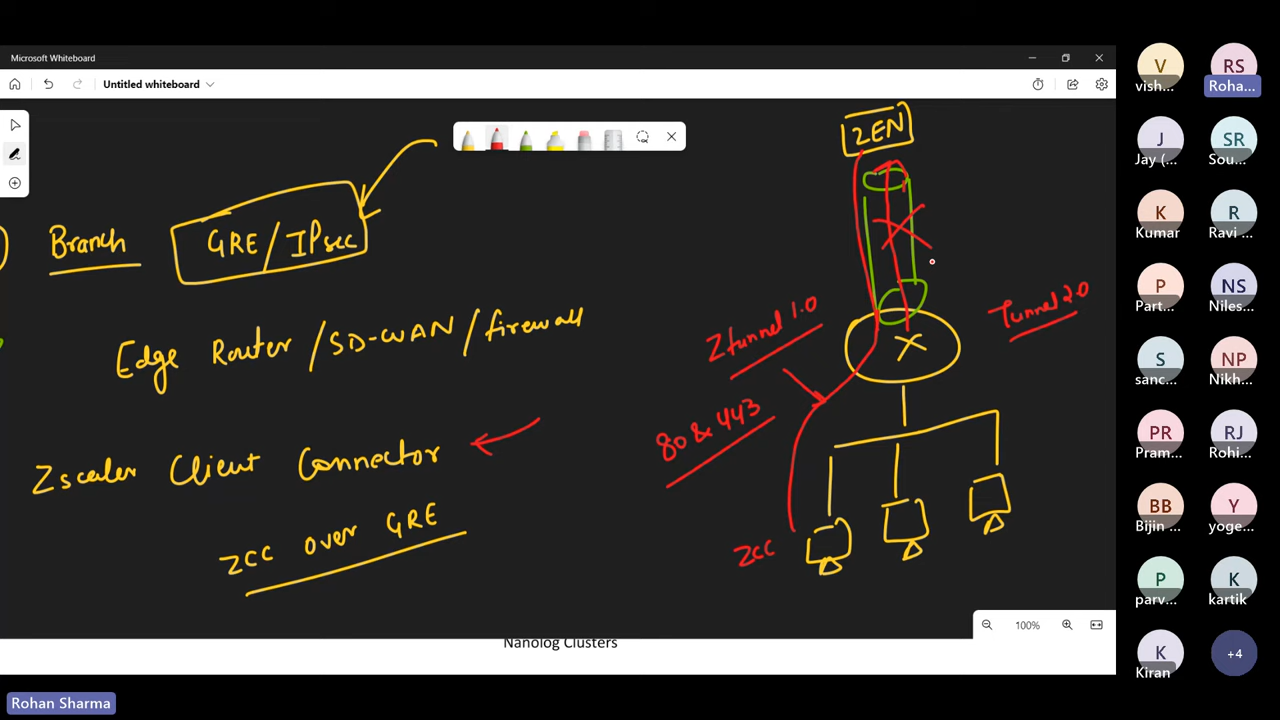 Microsoft Whiteboard
Untitled whiteboard
ZEN
Branch
GRE/IPsec
Edge Router/SD-WAN/firewall
Ztunnel 1.0
Tunnel 2.0
80 & 443
Zscaler Client Connector
ZCC over GRE
ZCC
100%
Nanolog Clusters
V
vish...
RS
Roha...
J
Jay (...
SR
Sou...
K
Kumar
R
Ravi ...
P
Part...
NS
Niles...
S
sanc...
NP
Nikh...
PR
Pram...
RJ
Rohi...
BB
Bijin ...
Y
yoge...
P
parv...
K
kartik
K
Kiran
+4
Rohan Sharma